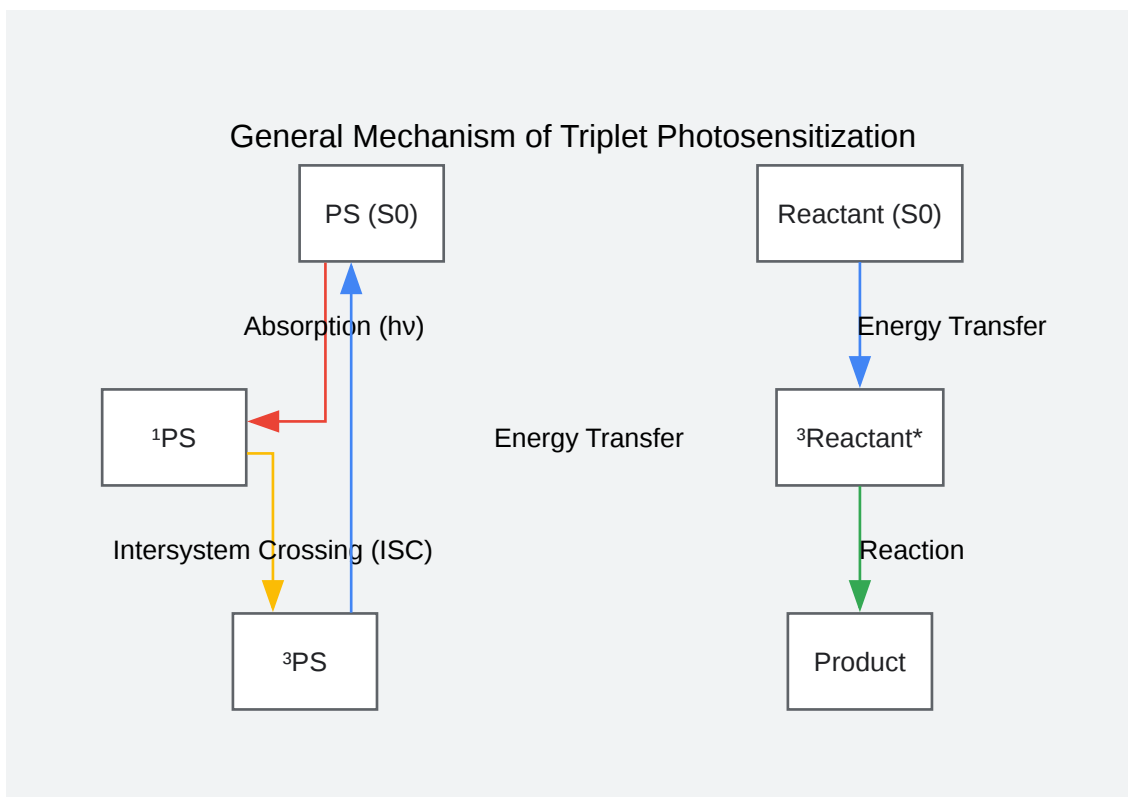 General Mechanism of Triplet Photosensitization
PS (S0)
Reactant (S0)
Absorption (hν)
Energy Transfer
¹PS
Energy Transfer
³Reactant*
Intersystem Crossing (ISC)
Reaction
³PS
Product